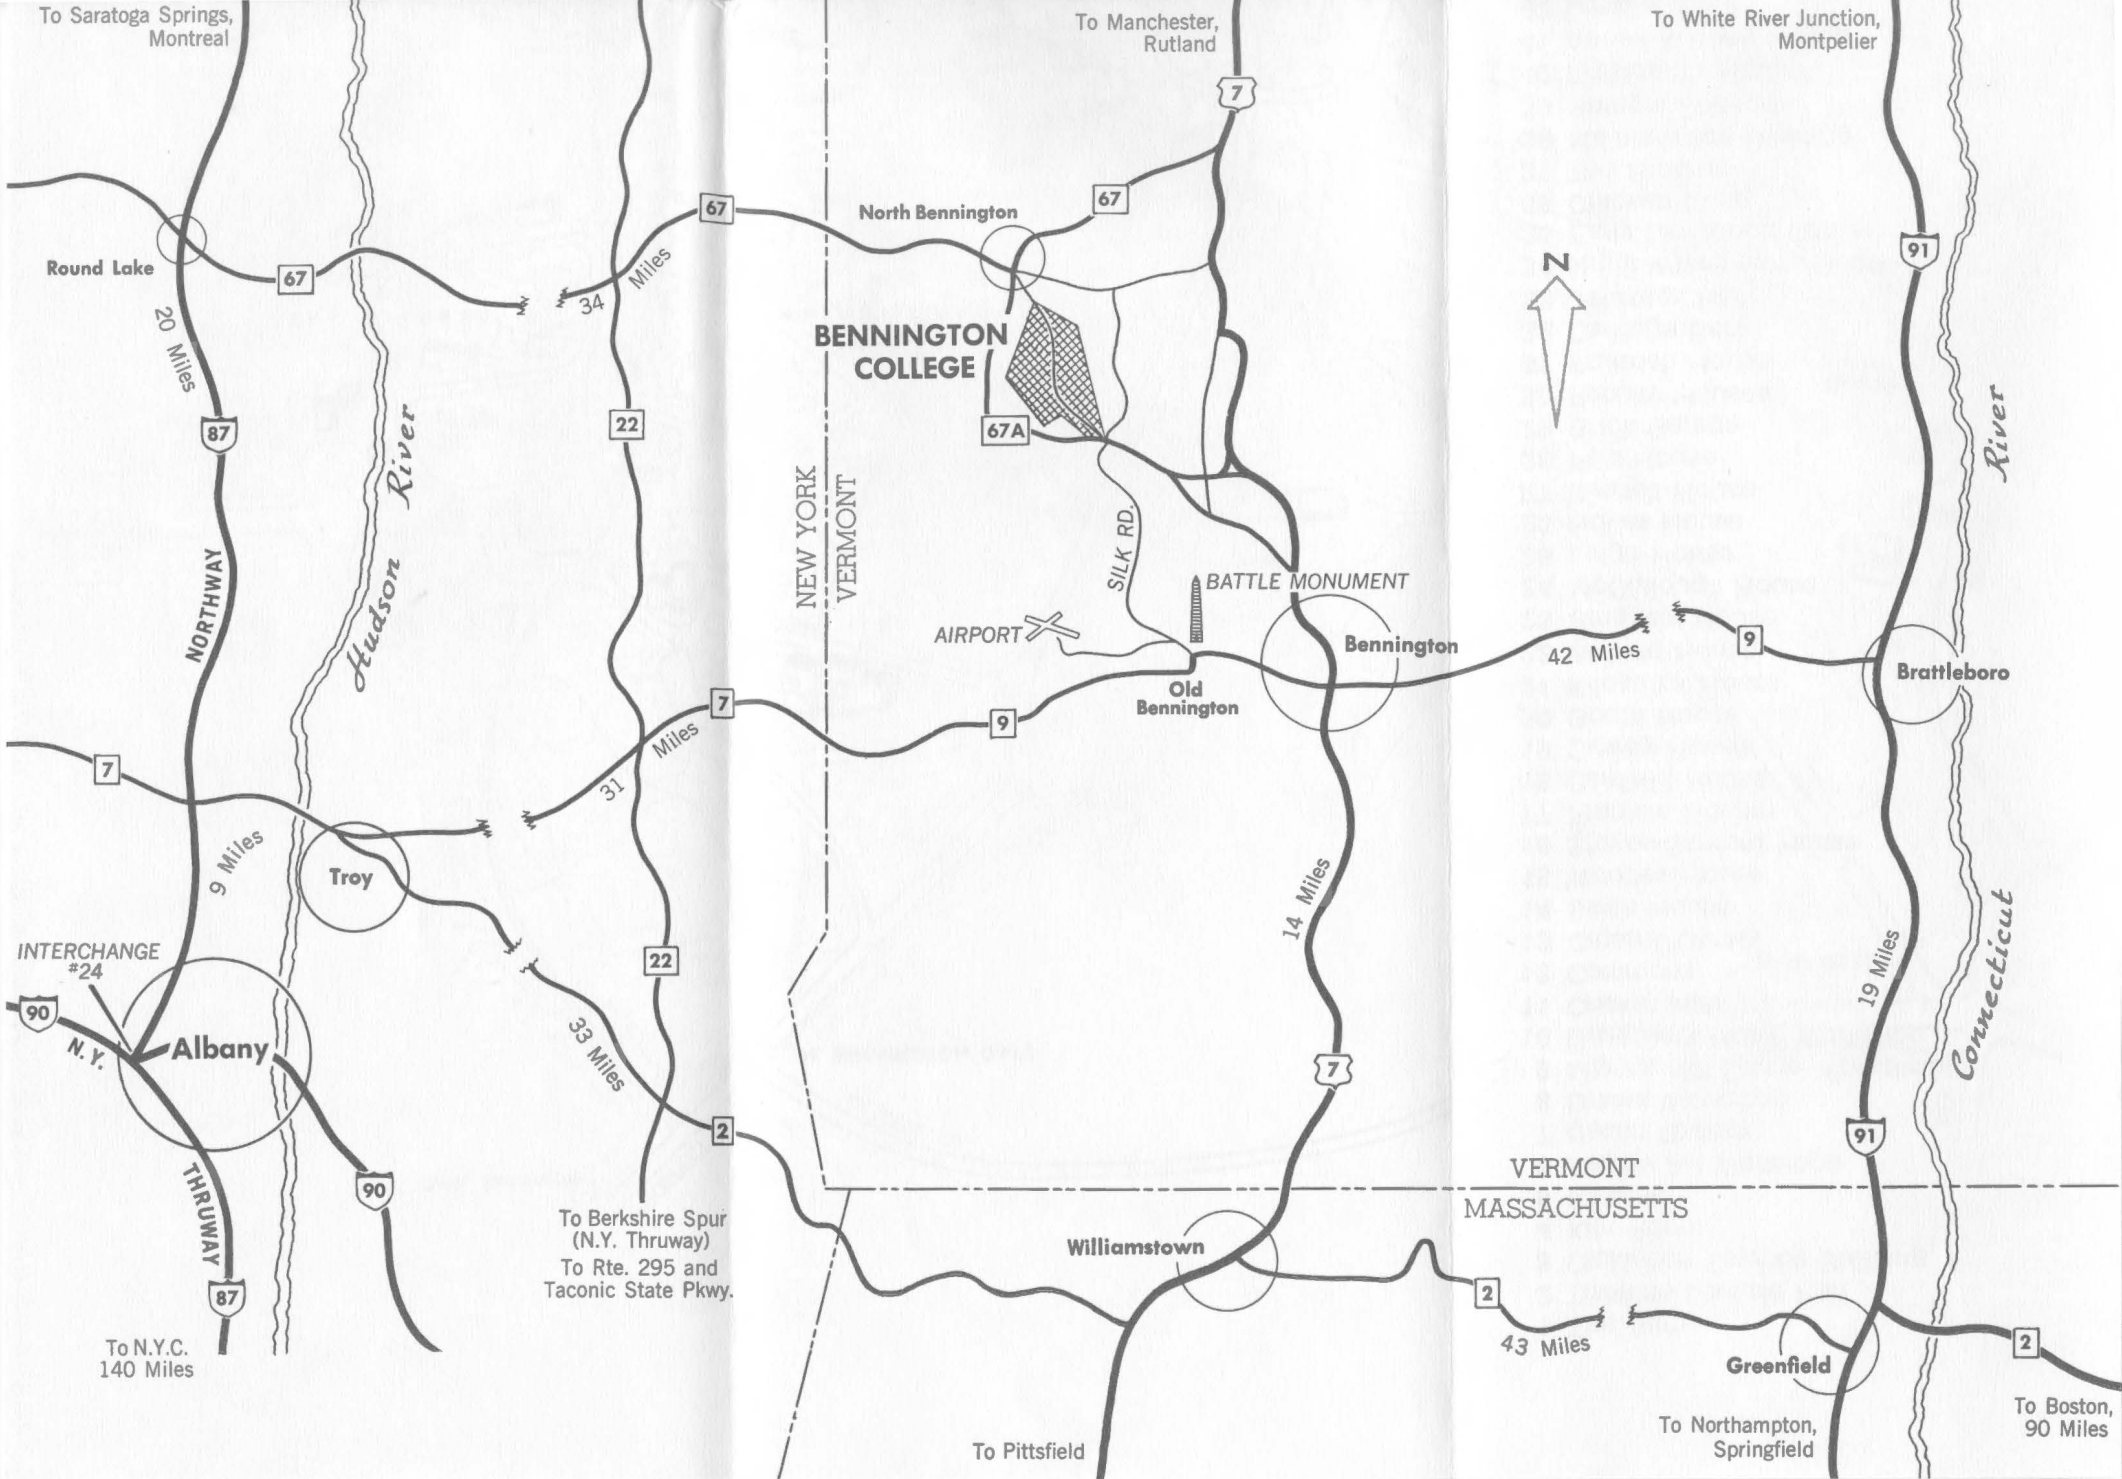 To Saratoga Springs,
Montreal
To Manchester,
Rutland
To White River Junction,
Montpelier
7
67
67
North Bennington
91
N
Round Lake
67
34 Miles
20 Miles
BENNINGTON
COLLEGE
87
22
67A
Hudson River
NEW YORK
VERMONT
SILK RD.
NORTHWAY
BATTLE MONUMENT
AIRPORT
Bennington
42 Miles
9
Brattleboro
Old
Bennington
7
9
31 Miles
7
9 Miles
Troy
14 Miles
INTERCHANGE
#24
22
19 Miles
Connecticut River
90
N.Y.
Albany
33 Miles
7
2
91
VERMONT
MASSACHUSETTS
THRUWAY
90
To Berkshire Spur
(N.Y. Thruway)
To Rte. 295 and
Taconic State Pkwy.
Williamstown
87
2
43 Miles
2
Greenfield
To N.Y.C.
140 Miles
To Pittsfield
To Northampton,
Springfield
To Boston,
90 Miles